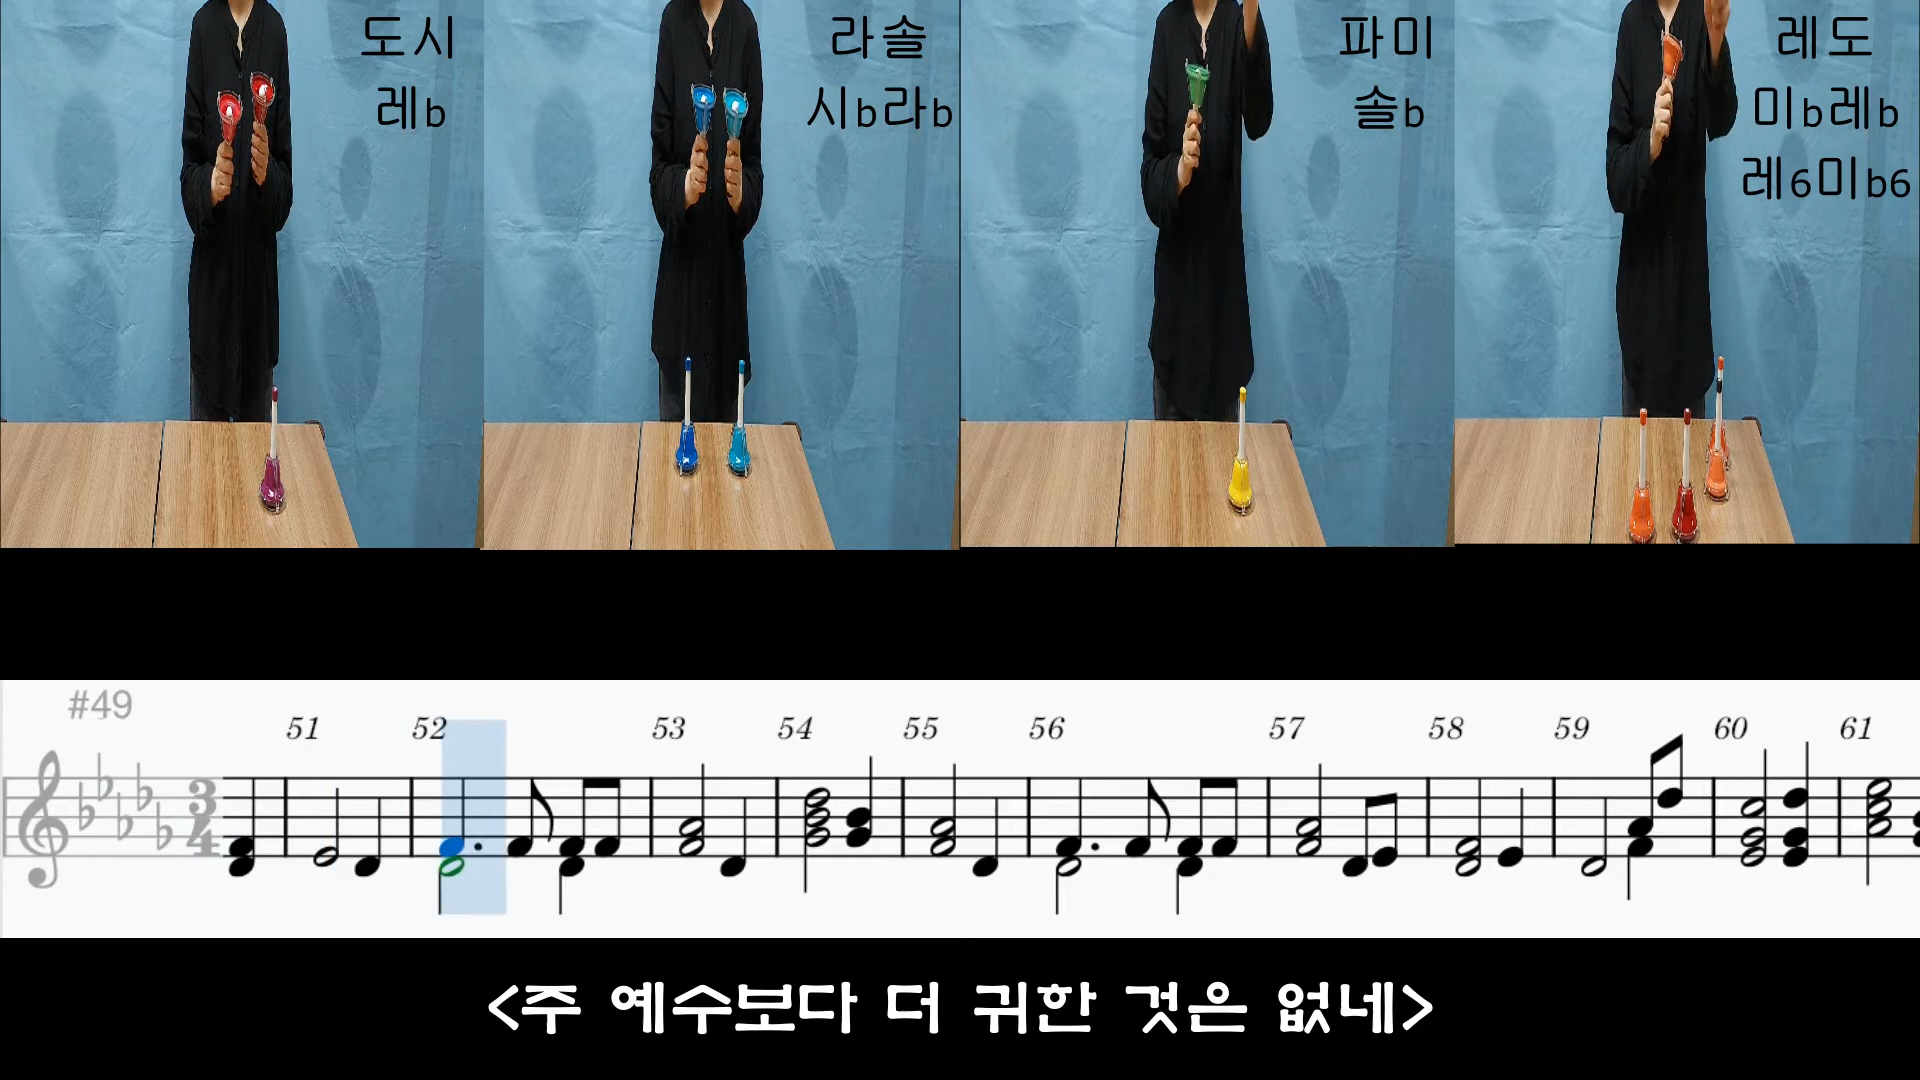 도시
레b
라솔
시b라b
파미
솔b
레도
미b레b
레6미b6
#49
51 52 53 54 55 56 57 58 59 60 61
3
4
<주 예수보다 더 귀한 것은 없네>